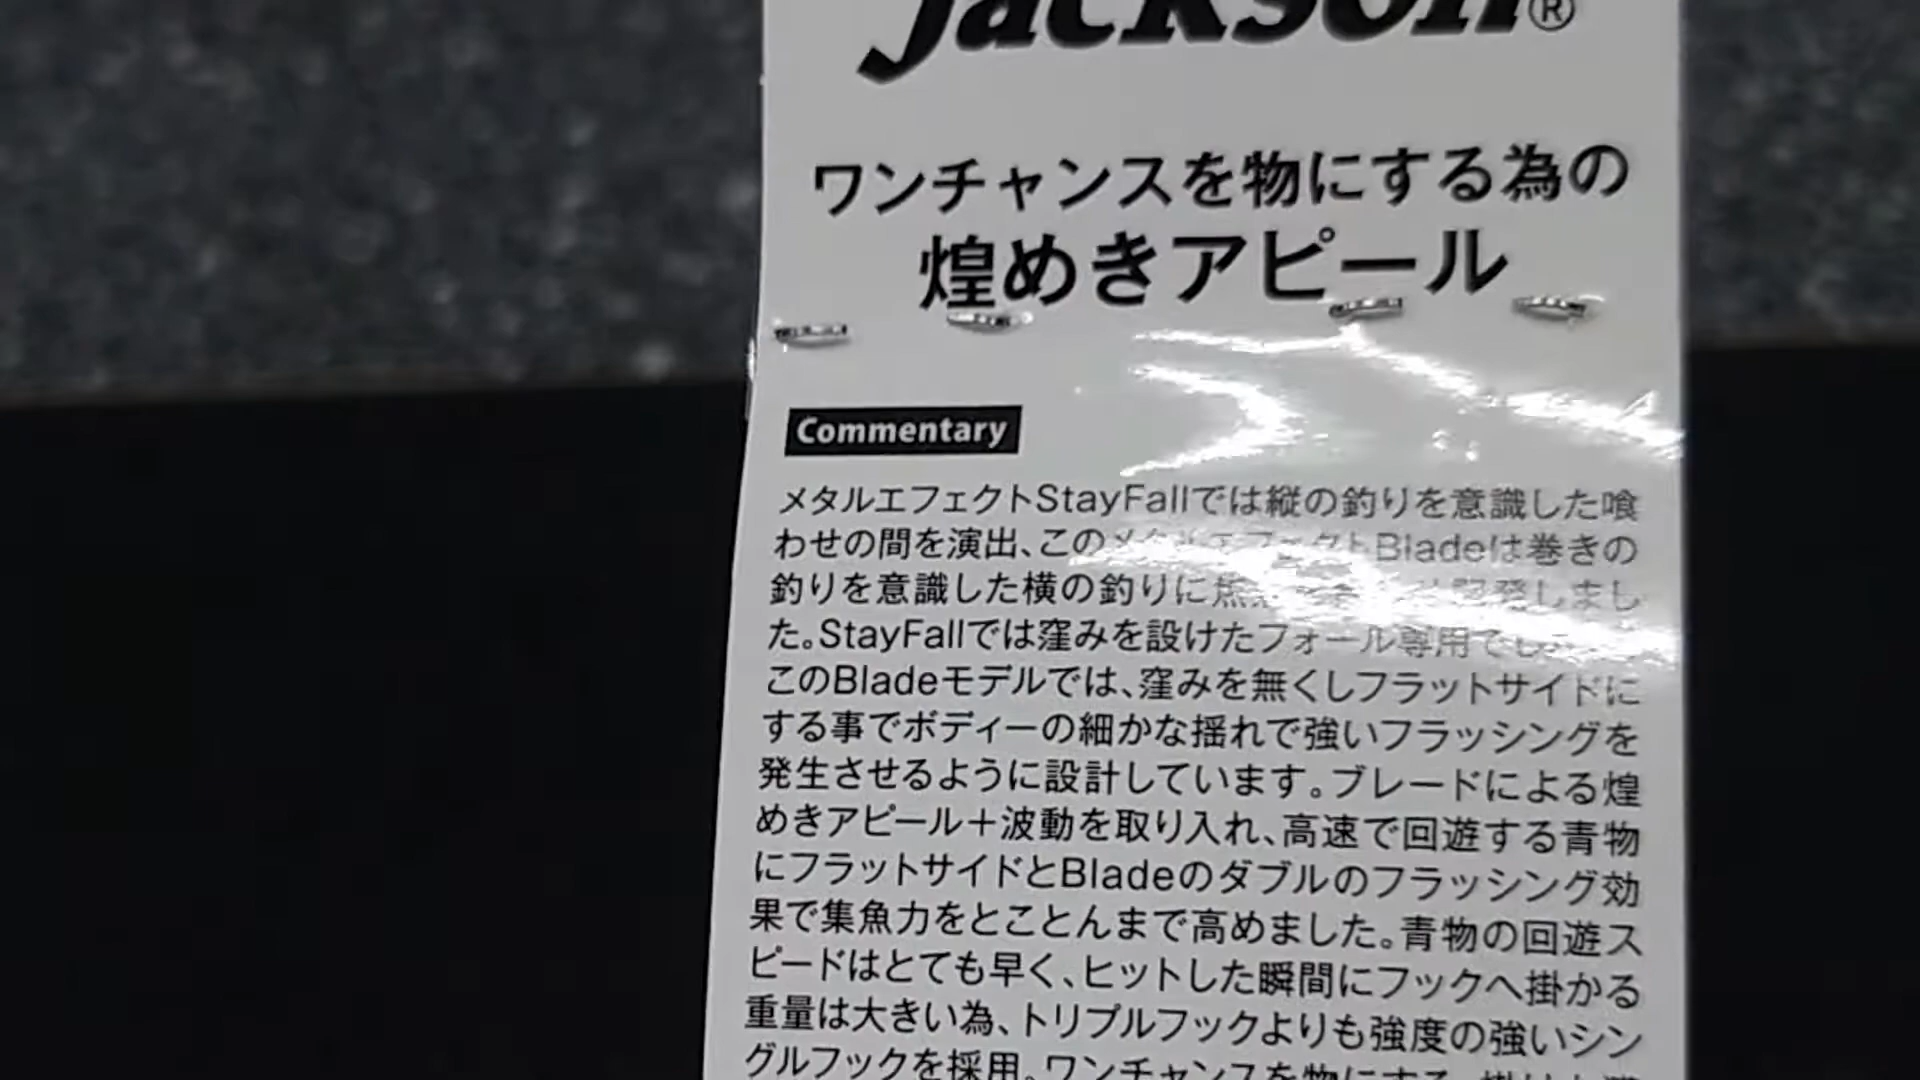 Jackson®
ワンチャンスを物にする為の
煌めきアピール
Commentary
メタルエフェクトStayFallでは縦の釣りを意識した喰
わせの間を演出、このメタルエフェクトBladeは巻きの
釣りを意識した横の釣りに焦 発しまし
た。StayFallでは窪みを設けたフォール専用でし
このBladeモデルでは、窪みを無くしフラットサイドに
する事でボディーの細かな揺れで強いフラッシングを
発生させるように設計しています。ブレードによる煌
めきアピール＋波動を取り入れ、高速で回遊する青物
にフラットサイドとBladeのダブルのフラッシング効
果で集魚力をとことんまで高めました。青物の回遊ス
ピードはとても早く、ヒットした瞬間にフックへ掛かる
重量は大きい為、トリプルフックよりも強度の強いシン
グルフックを採用。ワンチャンスを物にする